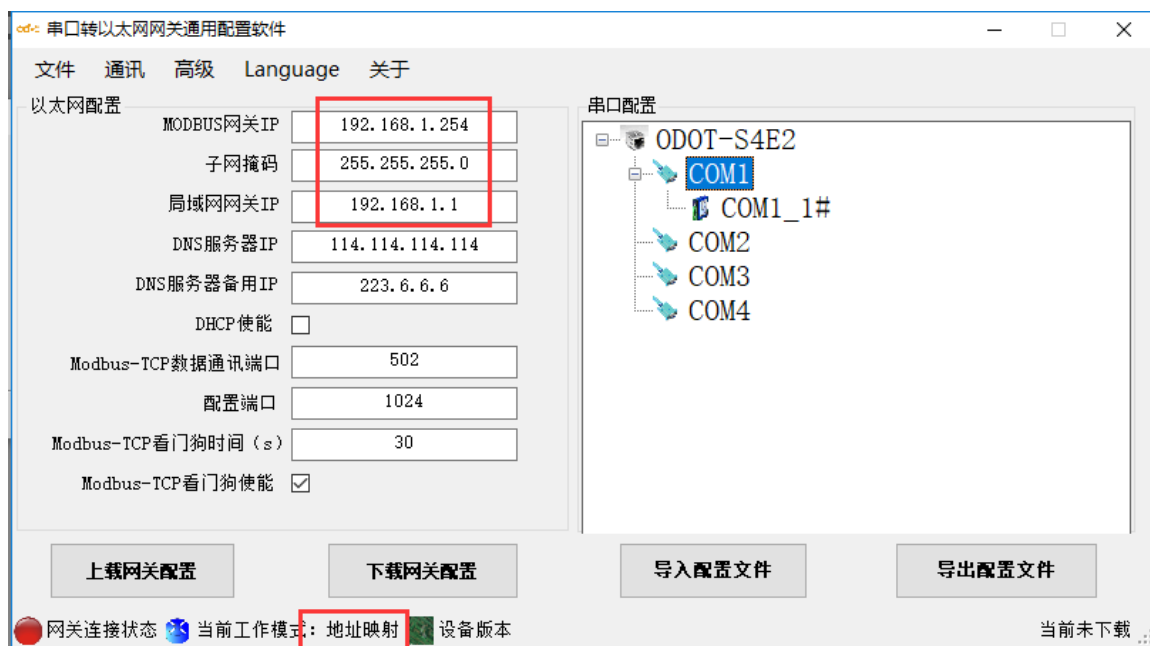 串口转以太网网关通用配置软件
文件 通讯 高级 Language 关于
以太网配置
MODBUS网关IP 192.168.1.254
子网掩码 255.255.255.0
局域网网关IP 192.168.1.1
DNS服务器IP 114.114.114.114
DNS服务器备用IP 223.6.6.6
DHCP使能
Modbus-TCP数据通讯端口 502
配置端口 1024
Modbus-TCP看门狗时间（s） 30
Modbus-TCP看门狗使能
串口配置
ODOT-S4E2
COM1
COM1_1#
COM2
COM3
COM4
上载网关配置 下载网关配置 导入配置文件 导出配置文件
网关连接状态 当前工作模式：地址映射 设备版本 当前未下载